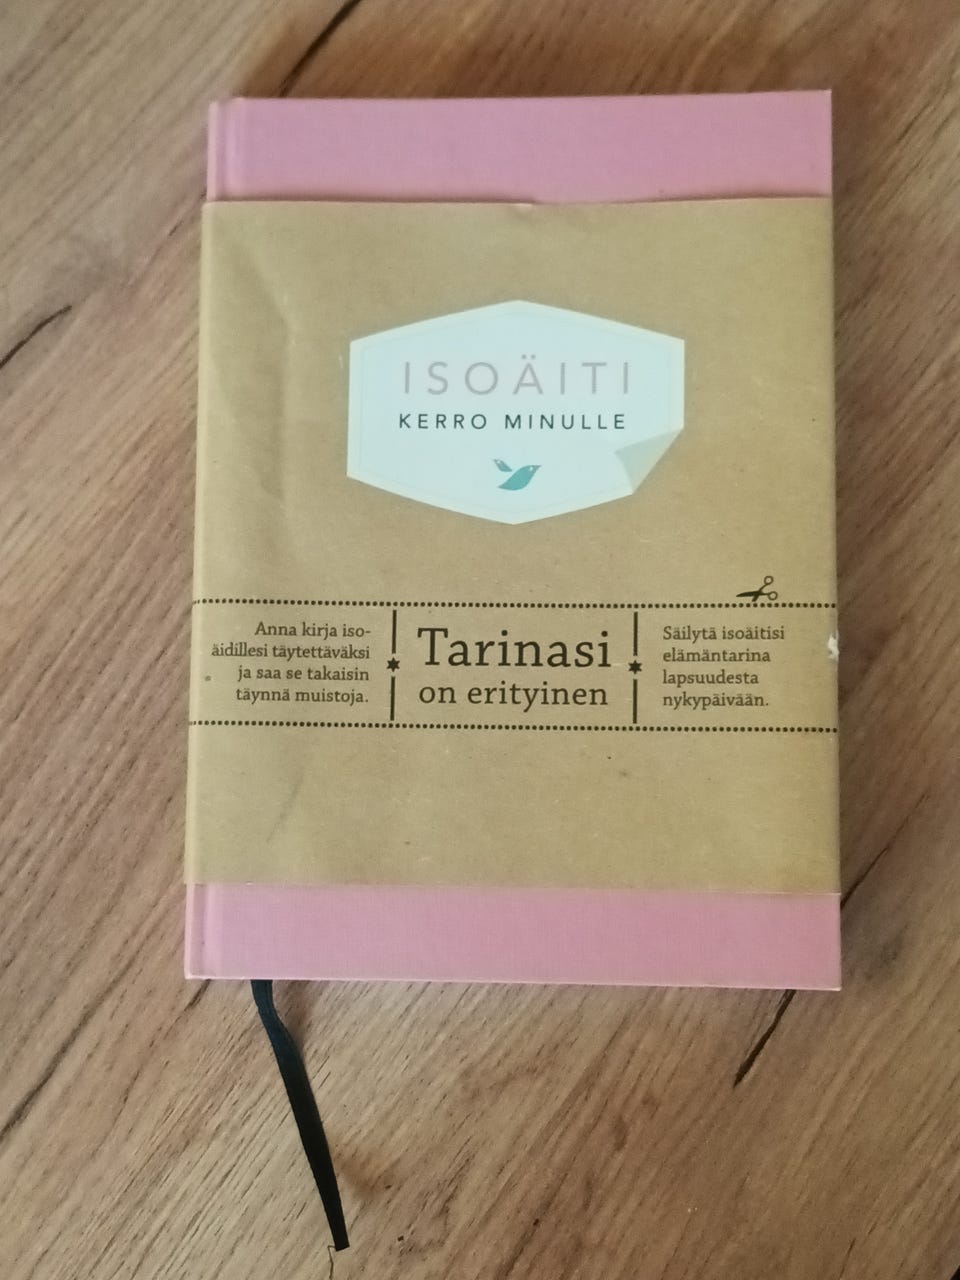 ISOÄITI
KERRO MINULLE
Anna kirja iso-
äidillesi täytettäväksi
ja saa se takaisin
täynnä muistoja.
Tarinasi
on erityinen
Säilytä isoäitisi
elämäntarina
lapsuudesta
nykypäivään.